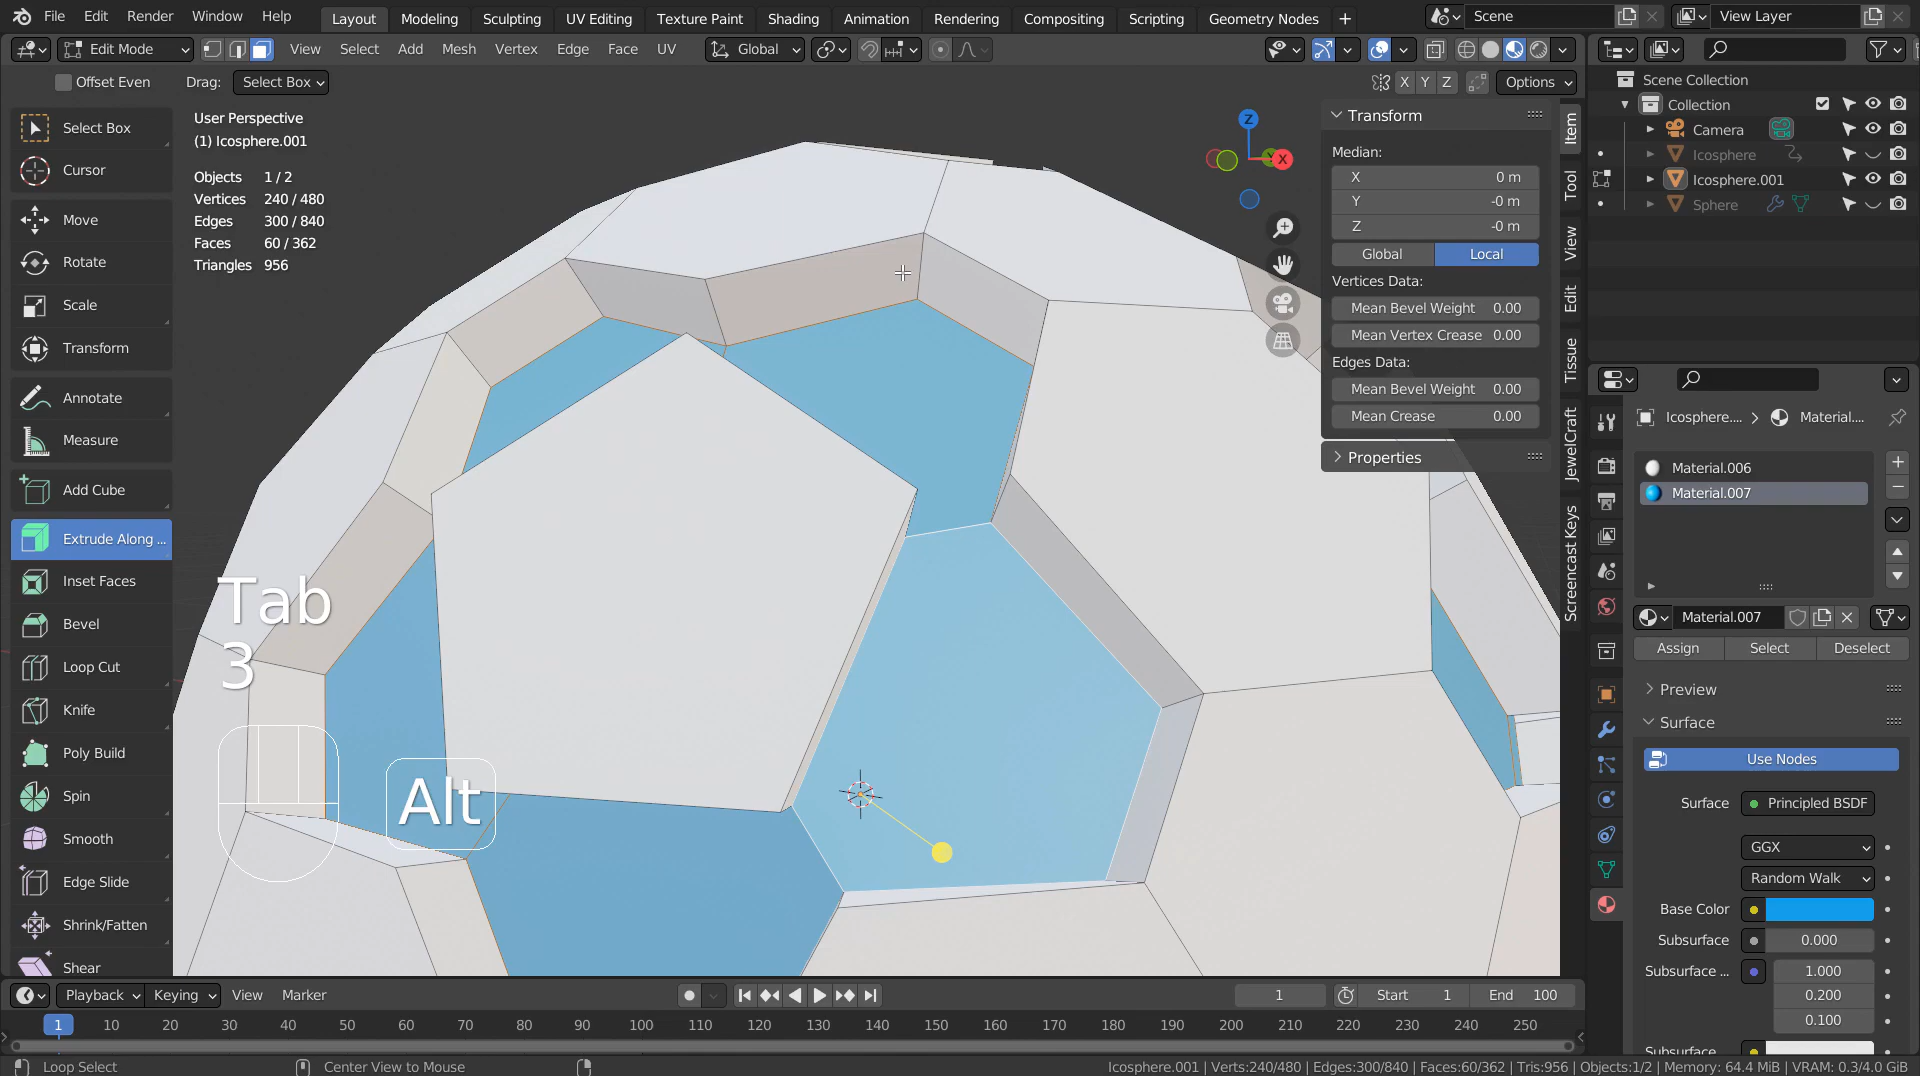 File Edit Render Window Help Layout Modeling Sculpting UV Editing Texture Paint Shading Animation Rendering Compositing Scripting Geometry Nodes + Scene View Layer
Edit Mode View Select Add Mesh Vertex Edge Face UV Global
Offset Even Drag: Select Box X Y Z Options
User Perspective
(1) Icosphere.001
Objects 1 / 2
Vertices 240 / 480
Edges 300 / 840
Faces 60 / 362
Triangles 956
Select Box
Cursor
Move
Rotate
Scale
Transform
Annotate
Measure
Add Cube
Extrude Along ...
Inset Faces
Bevel
Loop Cut
Knife
Poly Build
Spin
Smooth
Edge Slide
Shrink/Fatten
Shear
Tab
3
Alt
Z
X
Transform
Median:
X 0 m
Y -0 m
Z -0 m
Global Local
Vertices Data:
Mean Bevel Weight 0.00
Mean Vertex Crease 0.00
Edges Data:
Mean Bevel Weight 0.00
Mean Crease 0.00
Properties
Item
Tool
View
Edit
Tissue
JewelCraft
Screencast Keys
Scene Collection
Collection
Camera
Icosphere
Icosphere.001
Sphere
Icosphere.... > Material....
Material.006
Material.007
Material.007
Assign Select Deselect
Preview
Surface
Use Nodes
Surface Principled BSDF
GGX
Random Walk
Base Color
Subsurface 0.000
Subsurface ... 1.000
0.200
0.100
Subsurface
Playback Keying View Marker 1 Start 1 End 100
1 10 20 30 40 50 60 70 80 90 100 110 120 130 140 150 160 170 180 190 200 210 220 230 240 250
Loop Select Center View to Mouse Icosphere.001 | Verts:240/480 | Edges:300/840 | Faces:60/362 | Tris:956 | Objects:1/2 | Memory: 64.4 MiB | VRAM: 0.3/4.0 GiB